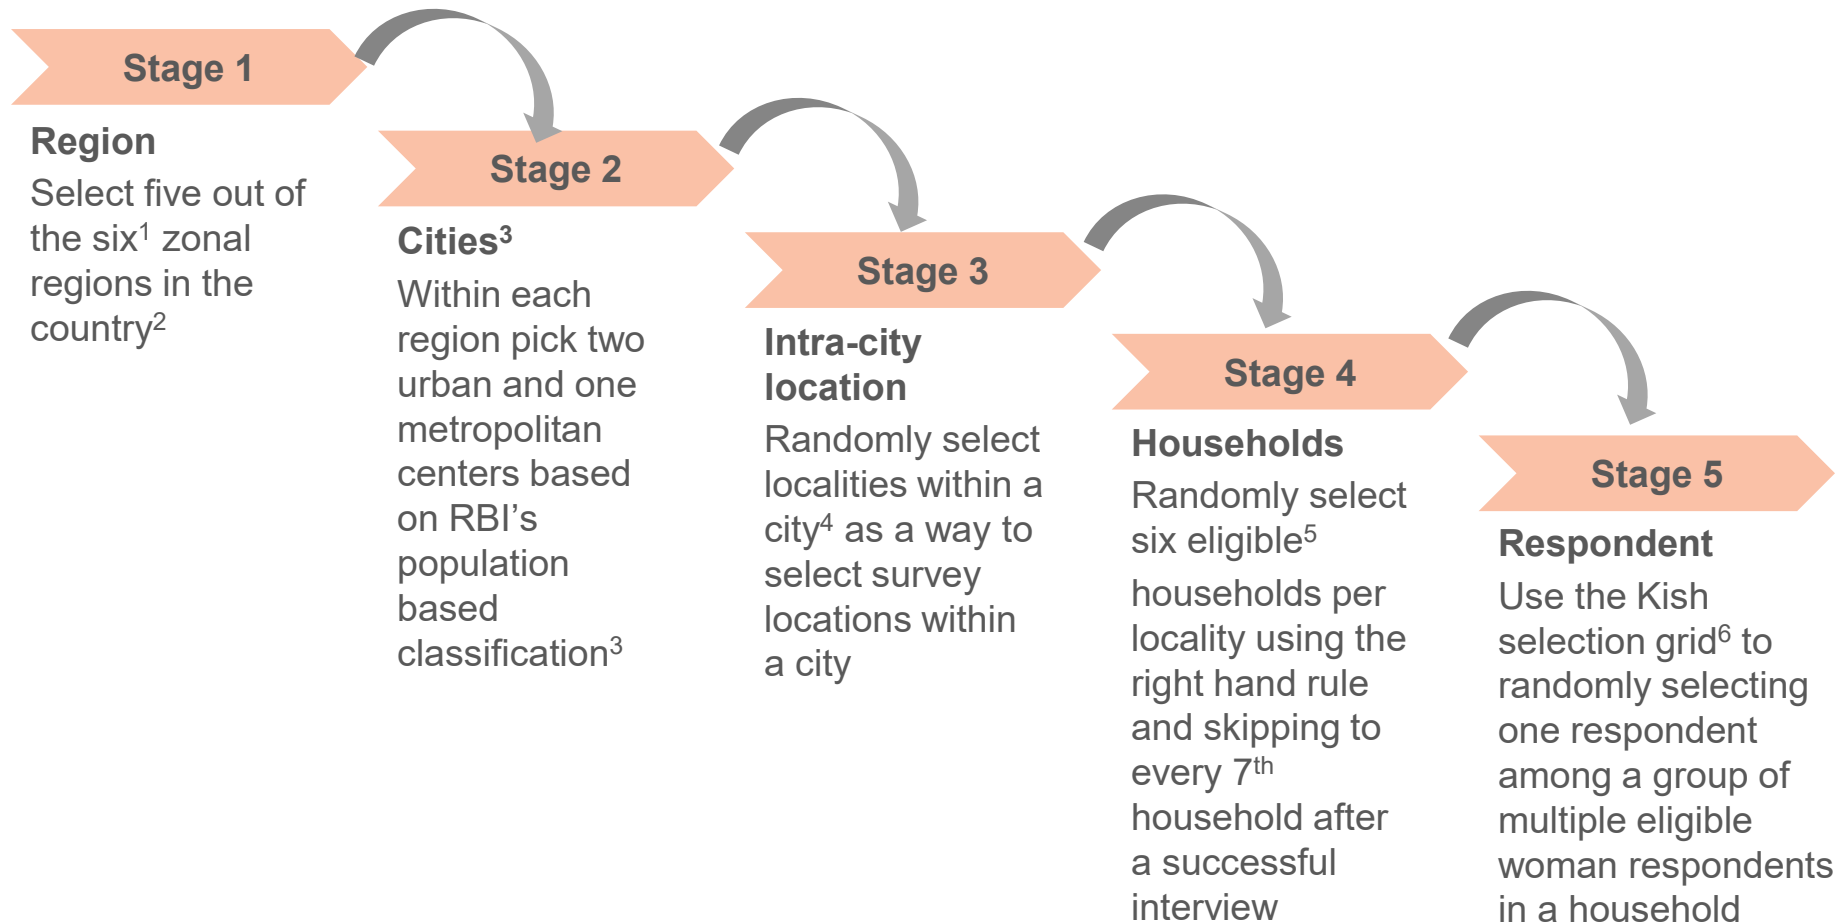 Stage 1
Region
Select five out of
the six¹ zonal
regions in the
country²
Stage 2
Cities³
Within each
region pick two
urban and one
metropolitan
centers based
on RBI’s
population
based
classification³
Stage 3
Intra-city
location
Randomly select
localities within a
city⁴ as a way to
select survey
locations within
a city
Stage 4
Households
Randomly select
six eligible⁵
households per
locality using the
right hand rule
and skipping to
every 7ᵗʰ
household after
a successful
interview
Stage 5
Respondent
Use the Kish
selection grid⁶ to
randomly selecting
one respondent
among a group of
multiple eligible
woman respondents
in a household